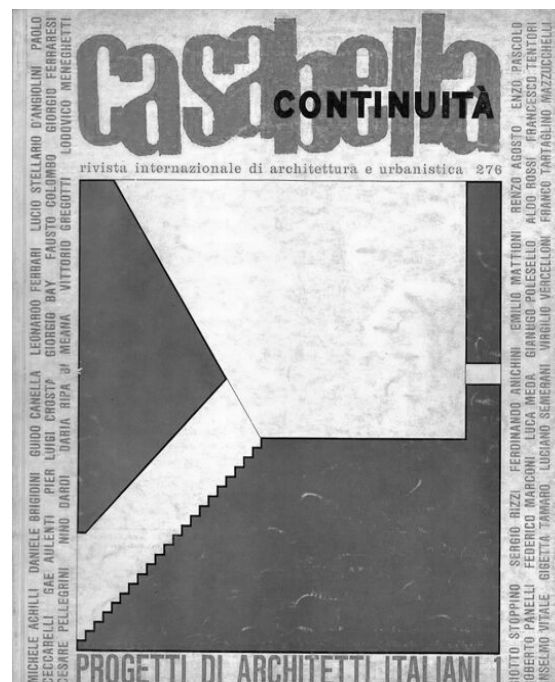 casabella
CONTINUITÀ
rivista internazionale di architettura e urbanistica 276
MICHELE ACHILLI DANIELE BRIGIDINI GUIDO CANELLA LEONARDO FERRARI LUCIO STELLARIO D'ANGIOLINI PAOLO
CECCARELLI GAE AULENTI PIER LUIGI CROSTA GIORGIO BAY FAUSTO COLOMBO GIORGIO FERRARESI
CESARE PELLEGRINI NINO DARDI DARIA RIPA DI MEANA VITTORIO GREGOTTI LODOVICO MENEGHETTI
GIOTTO STOPPINO SERGIO RIZZI FERDINANDO ANICHINI EMILIO MATTIONI RENZO AGOSTO ENZO PASCOLO
ROBERTO PANELLI FEDERICO MARCONI LUCA MEDA GIANUGO POLESELLO ALDO ROSSI FRANCESCO TENTORI
ANSELMO VITALE GIGETTA TAMARO LUCIANO SEMERANI VIRGILIO VERCELLONI FRANCO TARTAGLINO MAZZUCCHELLI
PROGETTI DI ARCHITETTI ITALIANI 1